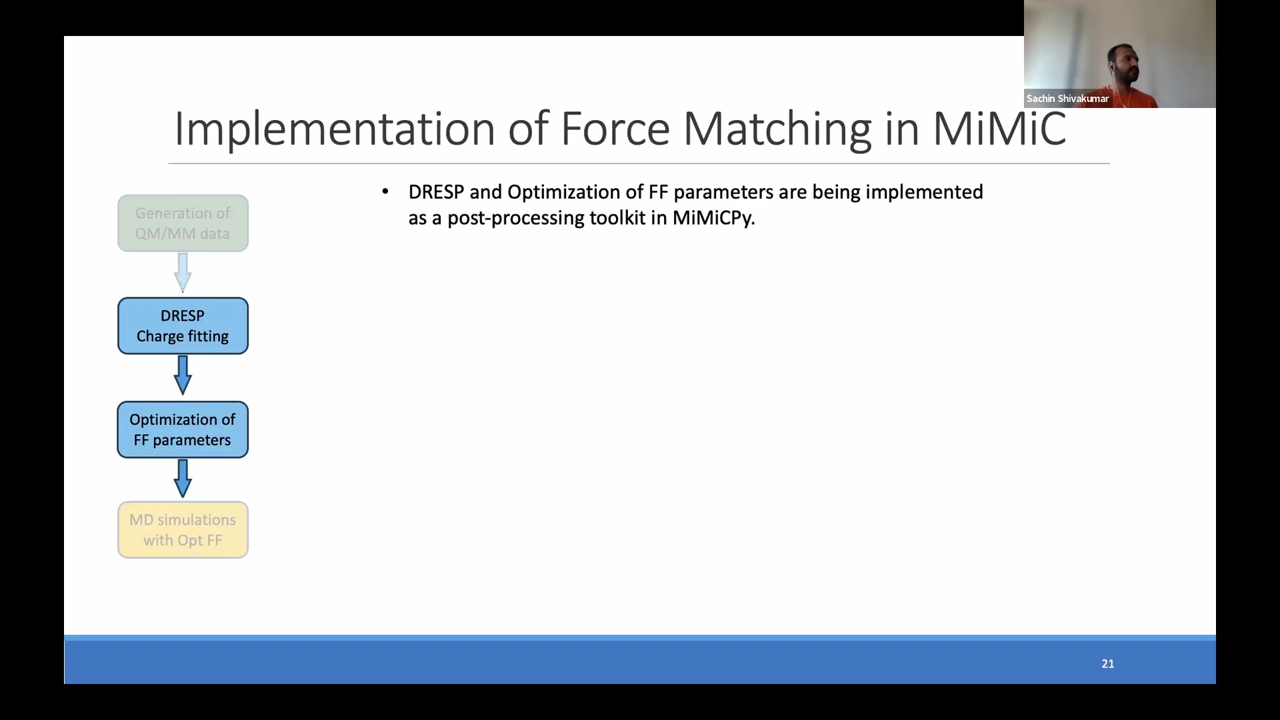 Sachin Shivakumar
Implementation of Force Matching in MiMiC
Generation of
QM/MM data
DRESP
Charge fitting
Optimization of
FF parameters
MD simulations
with Opt FF
• DRESP and Optimization of FF parameters are being implemented
as a post-processing toolkit in MiMiCPy.
21